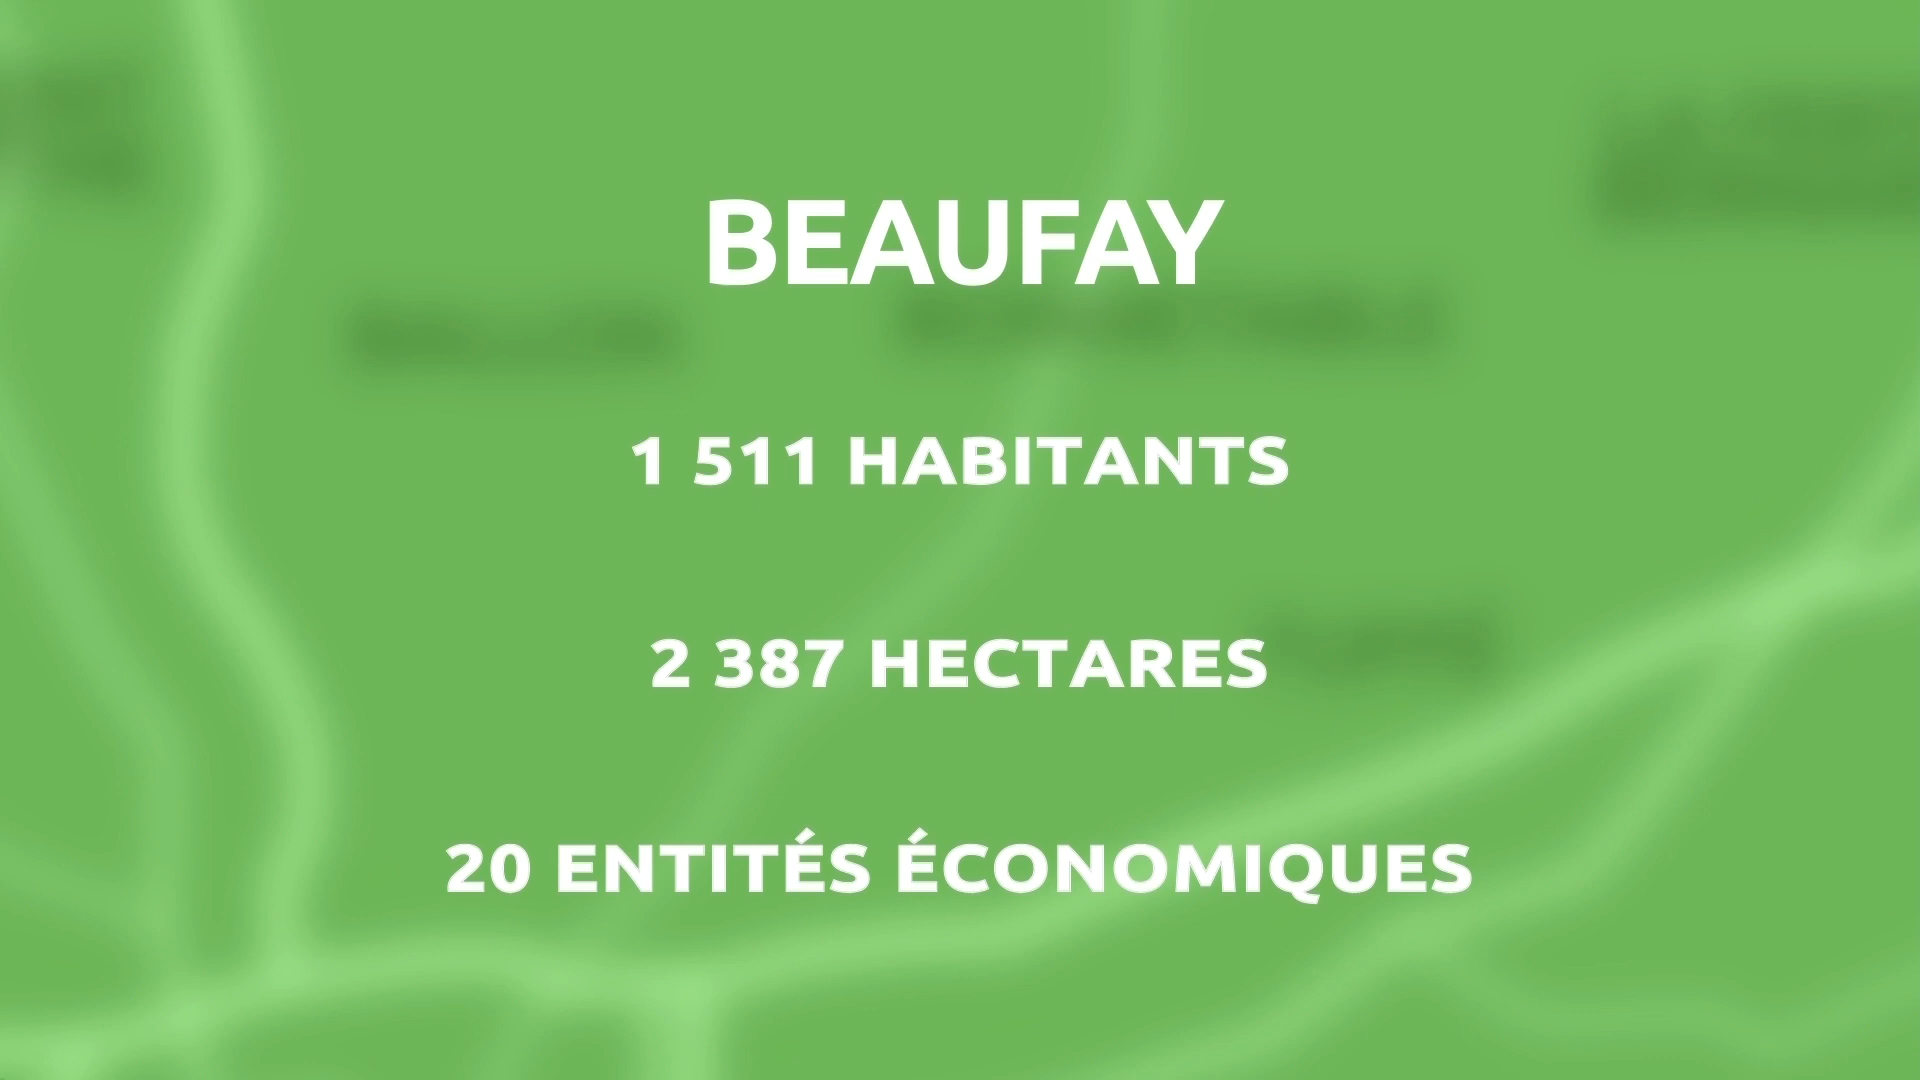 BEAUFAY
1 511 HABITANTS
2 387 HECTARES
20 ENTITÉS ÉCONOMIQUES